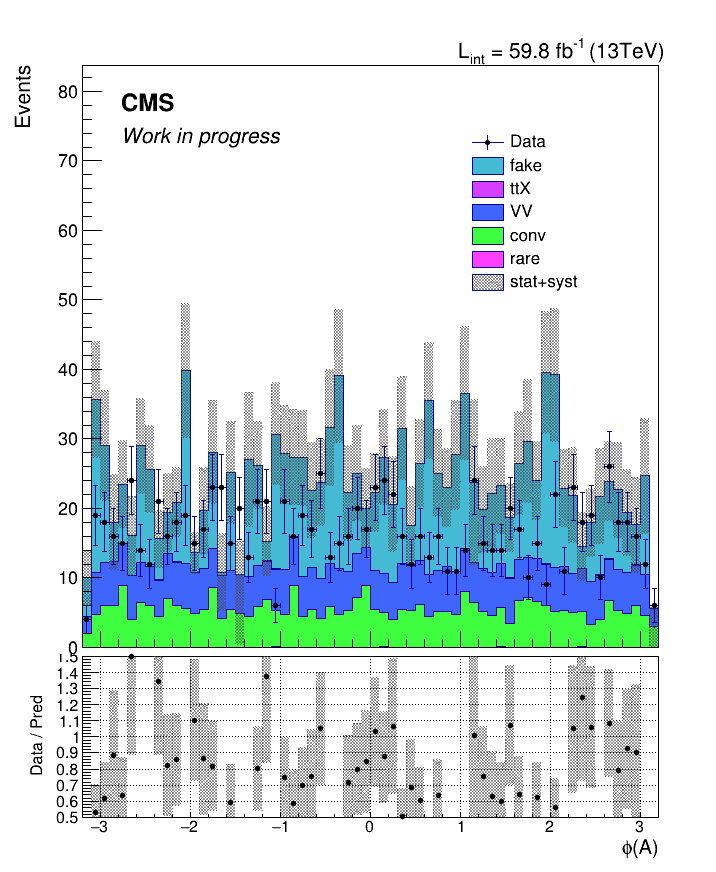 L_int = 59.8 fb^-1 (13TeV)
Events
CMS
Work in progress
Data
fake
ttX
VV
conv
rare
stat+syst
80
70
60
50
40
30
20
10
0
Data / Pred
1.5
1.4
1.3
1.2
1.1
1
0.9
0.8
0.7
0.6
0.5
−3 −2 −1 0 1 2 3
ϕ(A)